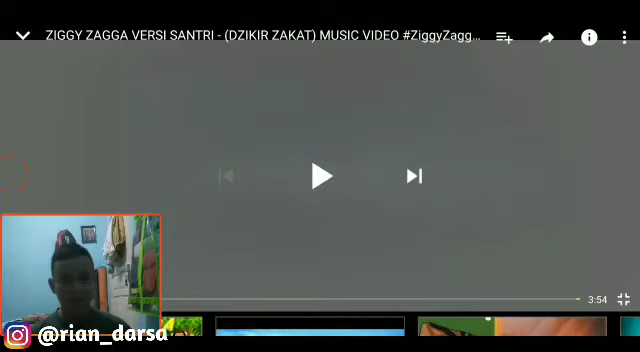 ZIGGY ZAGGA VERSI SANTRI - (DZIKIR ZAKAT) MUSIC VIDEO #ZiggyZagg...
3:54
@rian_darsa